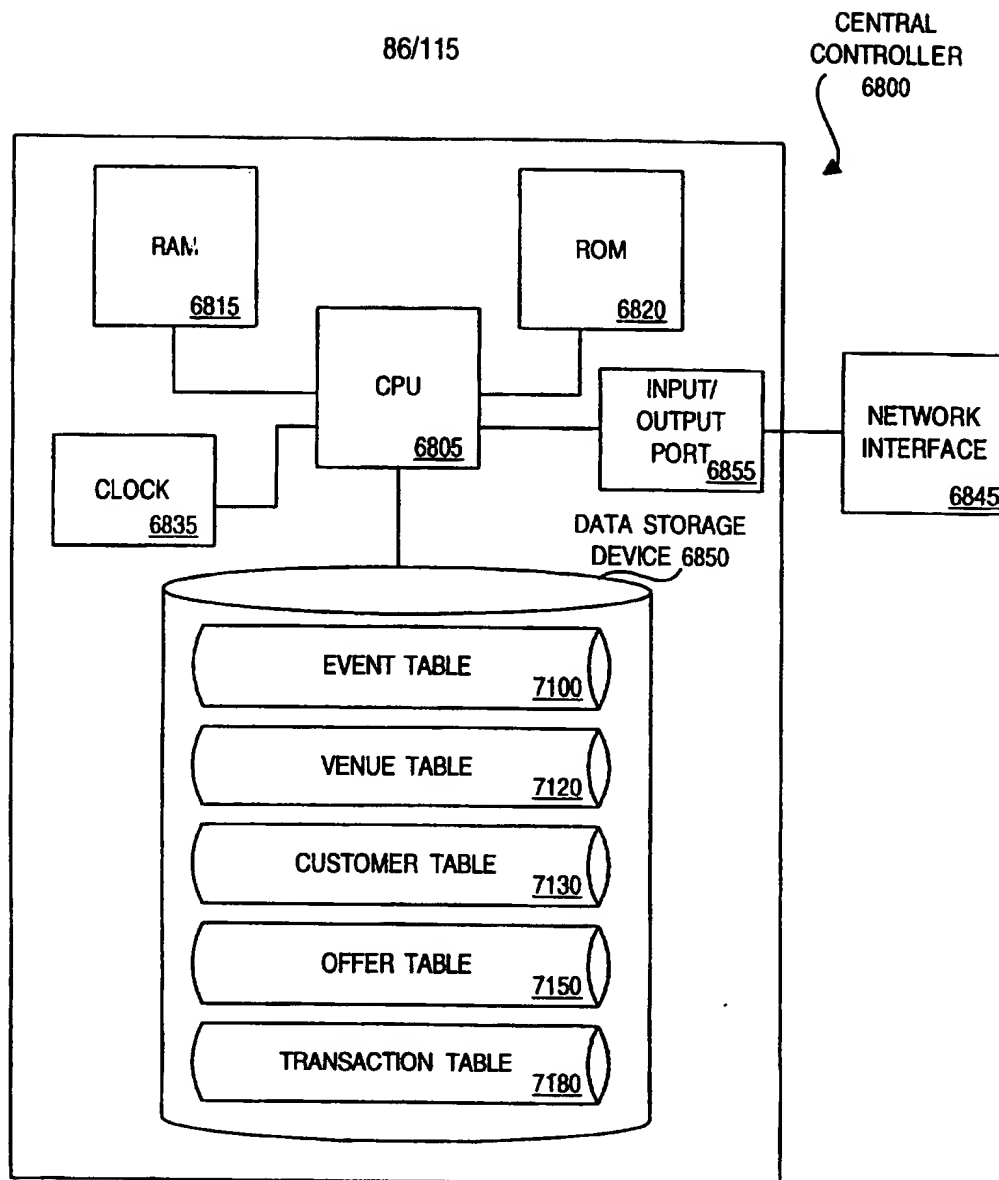 86/115
CENTRAL
CONTROLLER
6800
RAM
6815
ROM
6820
CPU
6805
INPUT/
OUTPUT
PORT
6855
NETWORK
INTERFACE
6845
CLOCK
6835
DATA STORAGE
DEVICE 6850
EVENT TABLE
7100
VENUE TABLE
7120
CUSTOMER TABLE
7130
OFFER TABLE
7150
TRANSACTION TABLE
7180